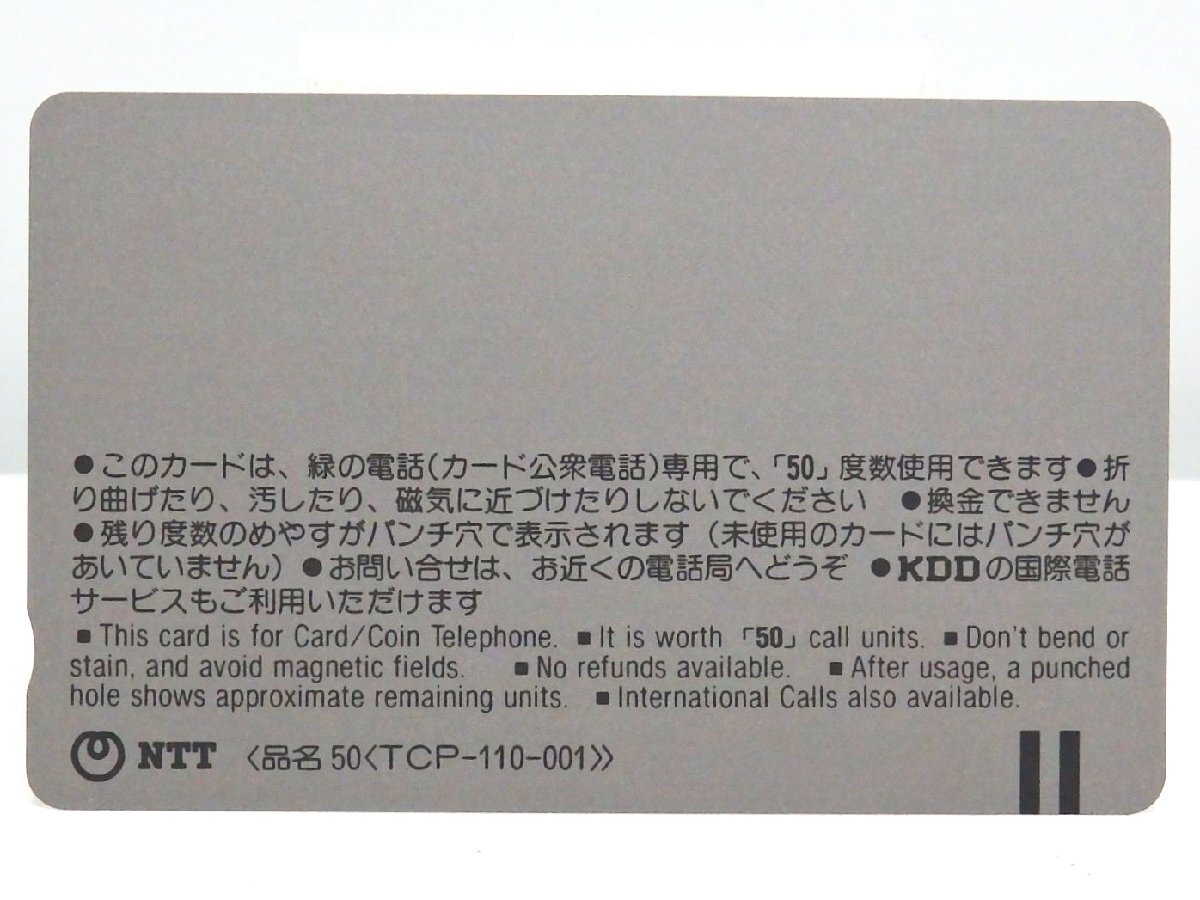 ●このカードは、緑の電話(カード公衆電話)専用で、｢50｣度数使用できます●折
り曲げたり、汚したり、磁気に近づけたりしないでください ●換金できません
●残り度数のめやすがパンチ穴で表示されます(未使用のカードにはパンチ穴が
あいていません)●お問い合せは、お近くの電話局へどうぞ ●KDDの国際電話
サービスもご利用いただけます
■This card is for Card/Coin Telephone. ■It is worth ｢50｣ call units. ■Don't bend or
stain, and avoid magnetic fields. ■No refunds available. ■After usage, a punched
hole shows approximate remaining units. ■International Calls also available.
NTT 〈品名50〈TCP-110-001〉〉